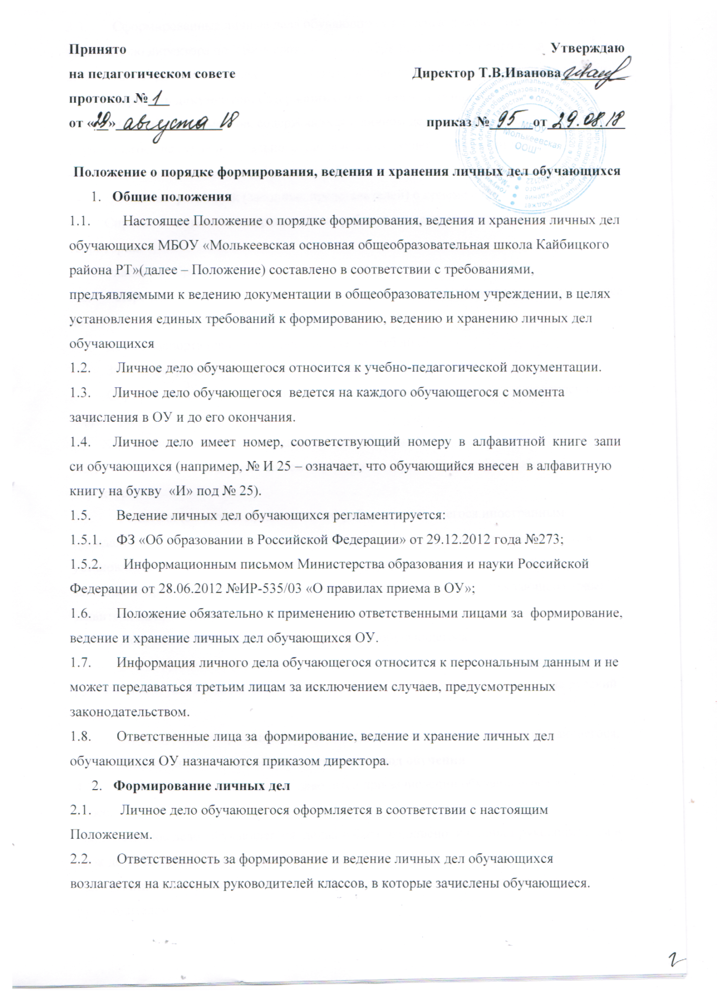 Принято Утверждаю
на педагогическом совете Директор Т.В.Иванова
протокол № 1
от «29» августа 18 приказ № 95 от 29.08.18
МБОУ
"Молькеевская
ООШ"
Положение о порядке формирования, ведения и хранения личных дел обучающихся
1. Общие положения
1.1. Настоящее Положение о порядке формирования, ведения и хранения личных дел
обучающихся МБОУ «Молькеевская основная общеобразовательная школа Кайбицкого
района РТ»(далее – Положение) составлено в соответствии с требованиями,
предъявляемыми к ведению документации в общеобразовательном учреждении, в целях
установления единых требований к формированию, ведению и хранению личных дел
обучающихся
1.2. Личное дело обучающегося относится к учебно-педагогической документации.
1.3. Личное дело обучающегося ведется на каждого обучающегося с момента
зачисления в ОУ и до его окончания.
1.4. Личное дело имеет номер, соответствующий номеру в алфавитной книге запи
си обучающихся (например, № И 25 – означает, что обучающийся внесен в алфавитную
книгу на букву «И» под № 25).
1.5. Ведение личных дел обучающихся регламентируется:
1.5.1. ФЗ «Об образовании в Российской Федерации» от 29.12.2012 года №273;
1.5.2. Информационным письмом Министерства образования и науки Российской
Федерации от 28.06.2012 №ИР-535/03 «О правилах приема в ОУ»;
1.6. Положение обязательно к применению ответственными лицами за формирование,
ведение и хранение личных дел обучающихся ОУ.
1.7. Информация личного дела обучающегося относится к персональным данным и не
может передаваться третьим лицам за исключением случаев, предусмотренных
законодательством.
1.8. Ответственные лица за формирование, ведение и хранение личных дел
обучающихся ОУ назначаются приказом директора.
2. Формирование личных дел
2.1. Личное дело обучающегося оформляется в соответствии с настоящим
Положением.
2.2. Ответственность за формирование и ведение личных дел обучающихся
возлагается на классных руководителей классов, в которые зачислены обучающиеся.